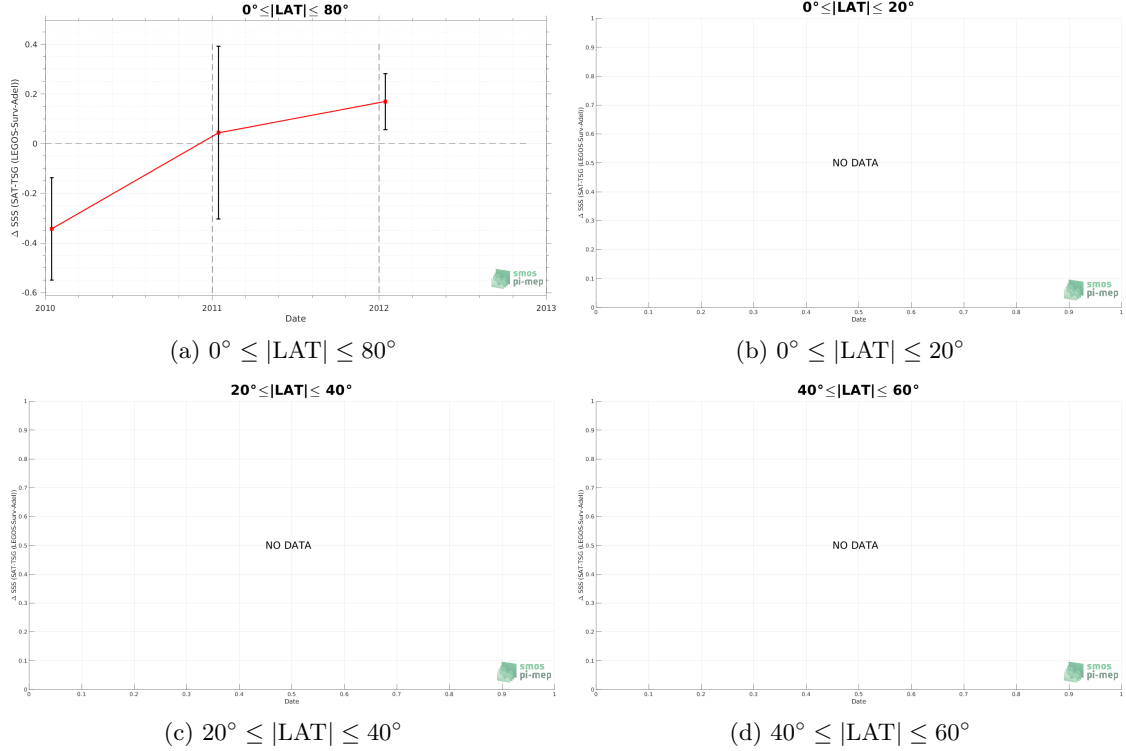 0°≤|LAT|≤ 80°
Δ SSS (SAT-TSG (LEGOS-Surv-Adel))
0.4
0.2
0
-0.2
-0.4
-0.6
2010
2011
2012
2013
Date
smos
pi-mep
(a) 0° ≤ |LAT| ≤ 80°
0°≤|LAT|≤ 20°
Δ SSS (SAT-TSG (LEGOS-Surv-Adel))
1
0.9
0.8
0.7
0.6
0.5
0.4
0.3
0.2
0.1
0
NO DATA
0
0.1
0.2
0.3
0.4
0.5
0.6
0.7
0.8
0.9
1
Date
smos
pi-mep
(b) 0° ≤ |LAT| ≤ 20°
20°≤|LAT|≤ 40°
Δ SSS (SAT-TSG (LEGOS-Surv-Adel))
1
0.9
0.8
0.7
0.6
0.5
0.4
0.3
0.2
0.1
0
NO DATA
0
0.1
0.2
0.3
0.4
0.5
0.6
0.7
0.8
0.9
1
Date
smos
pi-mep
(c) 20° ≤ |LAT| ≤ 40°
40°≤|LAT|≤ 60°
Δ SSS (SAT-TSG (LEGOS-Surv-Adel))
1
0.9
0.8
0.7
0.6
0.5
0.4
0.3
0.2
0.1
0
NO DATA
0
0.1
0.2
0.3
0.4
0.5
0.6
0.7
0.8
0.9
1
Date
smos
pi-mep
(d) 40° ≤ |LAT| ≤ 60°